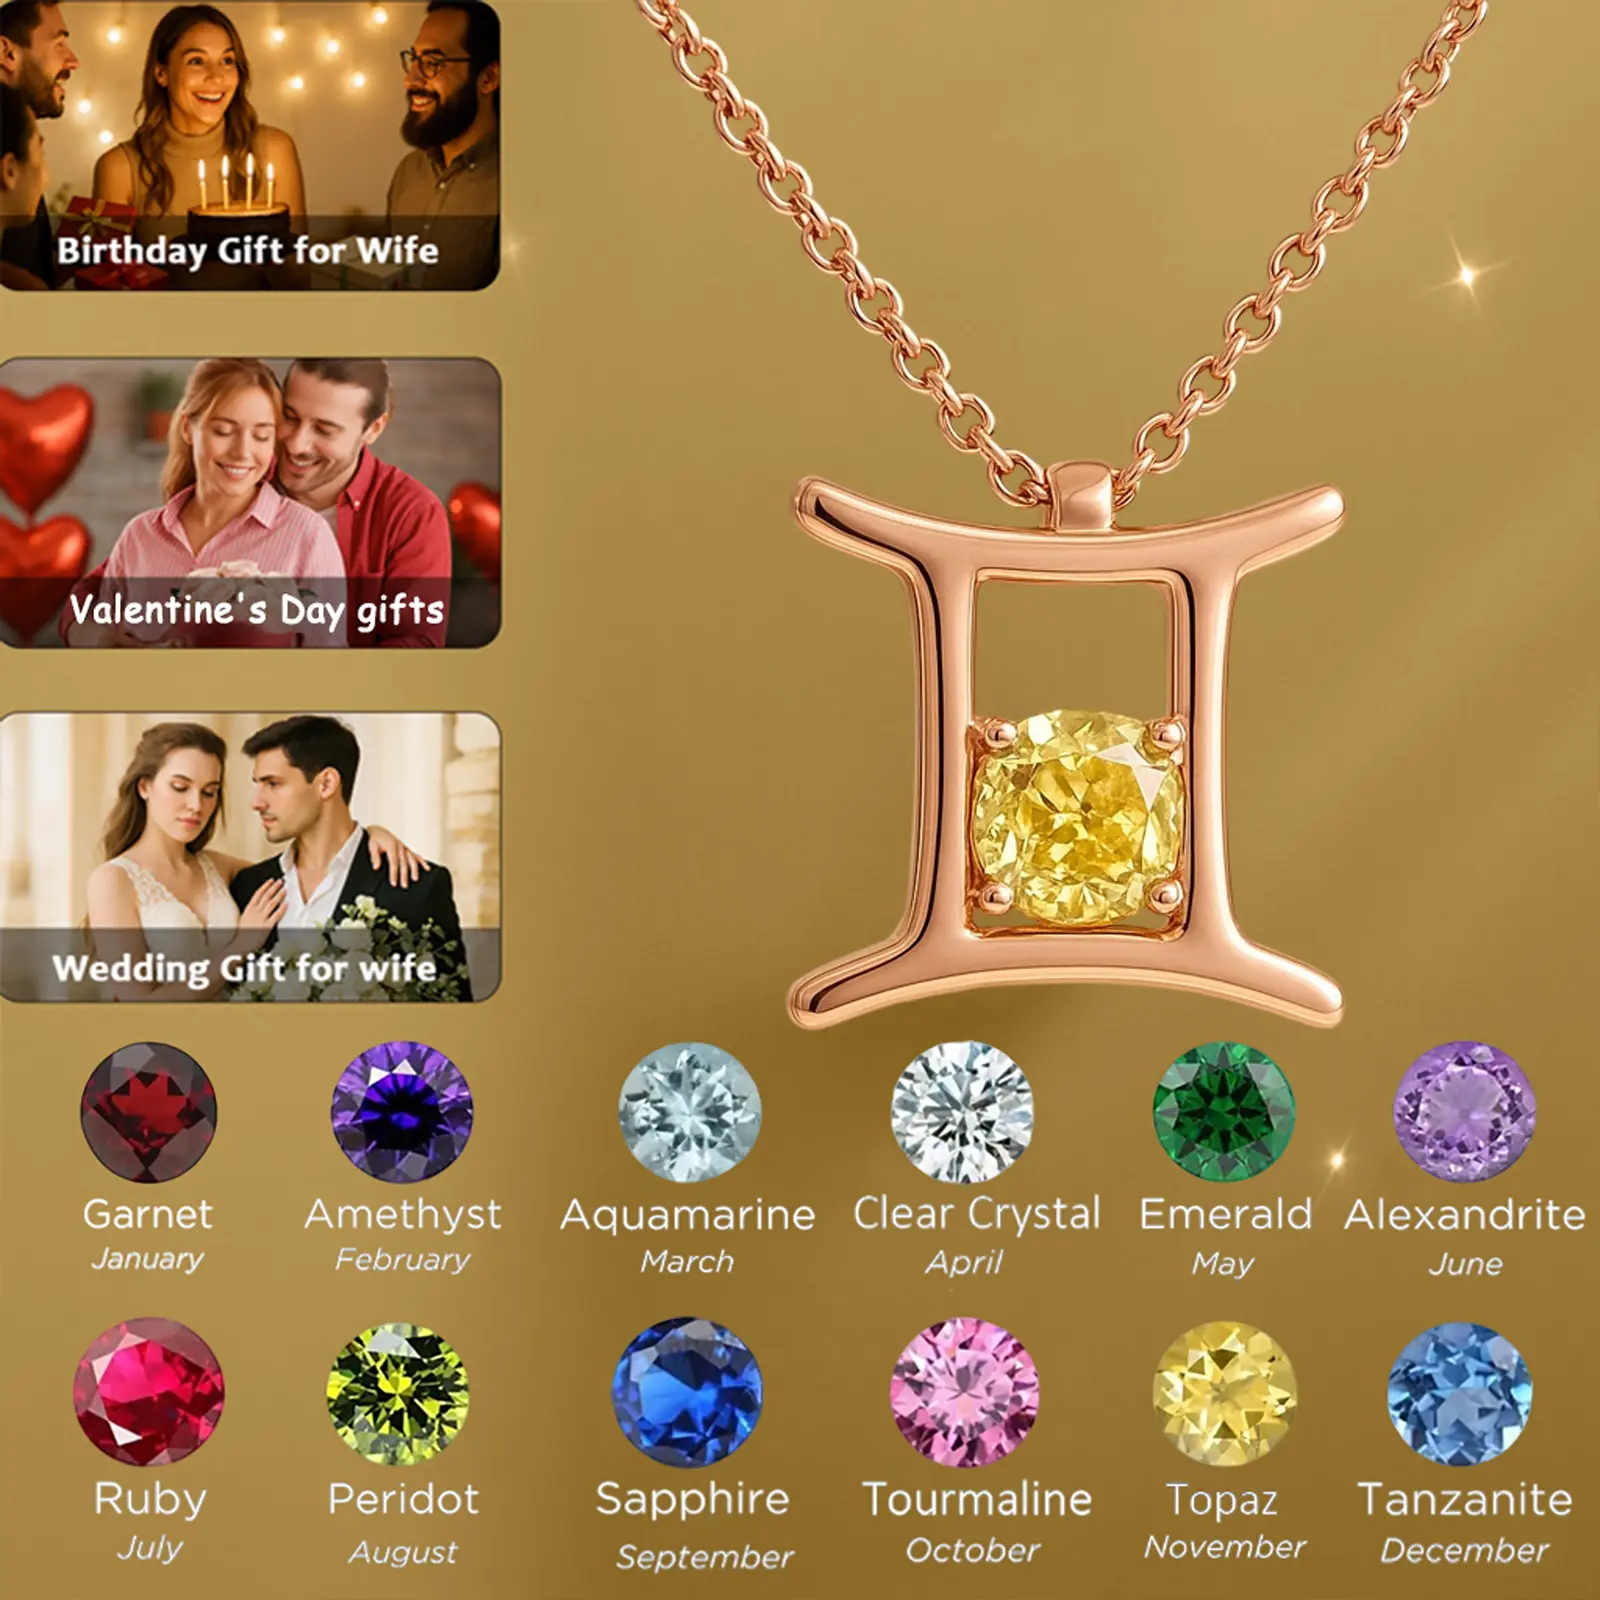 Birthday Gift for Wife
Valentine's Day gifts
Wedding Gift for wife
Garnet
January
Amethyst
February
Aquamarine
March
Clear Crystal
April
Emerald
May
Alexandrite
June
Ruby
July
Peridot
August
Sapphire
September
Tourmaline
October
Topaz
November
Tanzanite
December